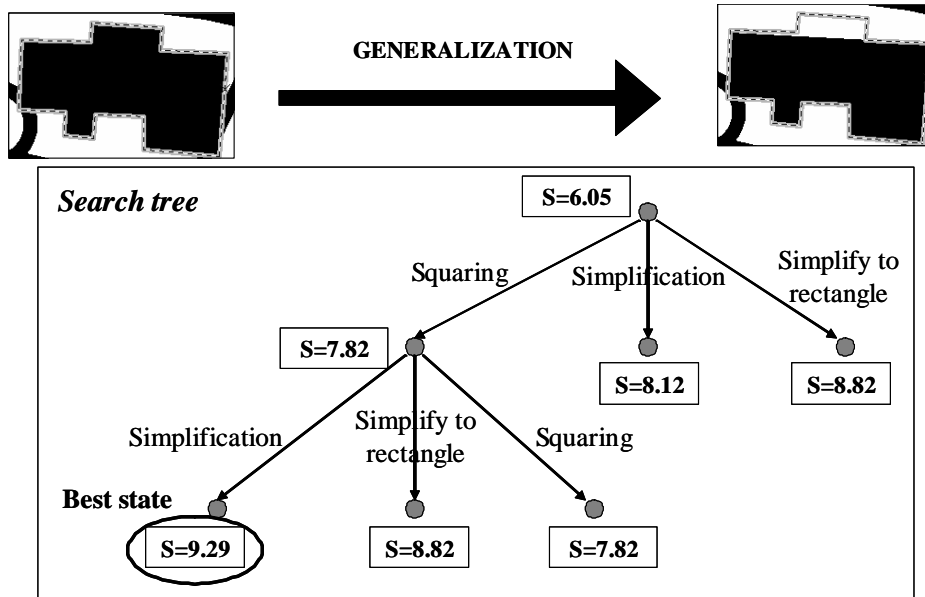 GENERALIZATION
Search tree
S=6.05
Squaring
Simplification
Simplify to
rectangle
S=7.82
S=8.12
S=8.82
Simplification
Simplify to
rectangle
Squaring
Best state
S=9.29
S=8.82
S=7.82